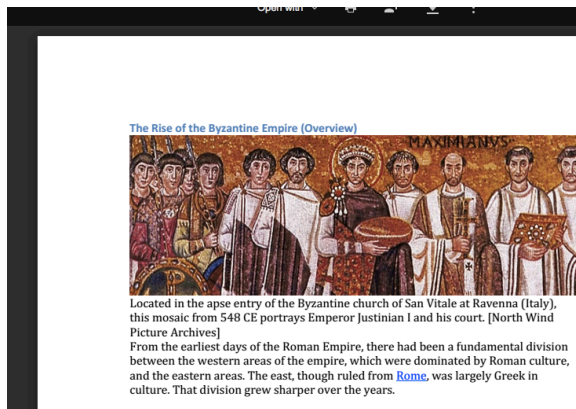 Open with
The Rise of the Byzantine Empire (Overview)
MAXIMIANVS
Located in the apse entry of the Byzantine church of San Vitale at Ravenna (Italy),
this mosaic from 548 CE portrays Emperor Justinian I and his court. [North Wind
Picture Archives]
From the earliest days of the Roman Empire, there had been a fundamental division
between the western areas of the empire, which were dominated by Roman culture,
and the eastern areas. The east, though ruled from Rome, was largely Greek in
culture. That division grew sharper over the years.